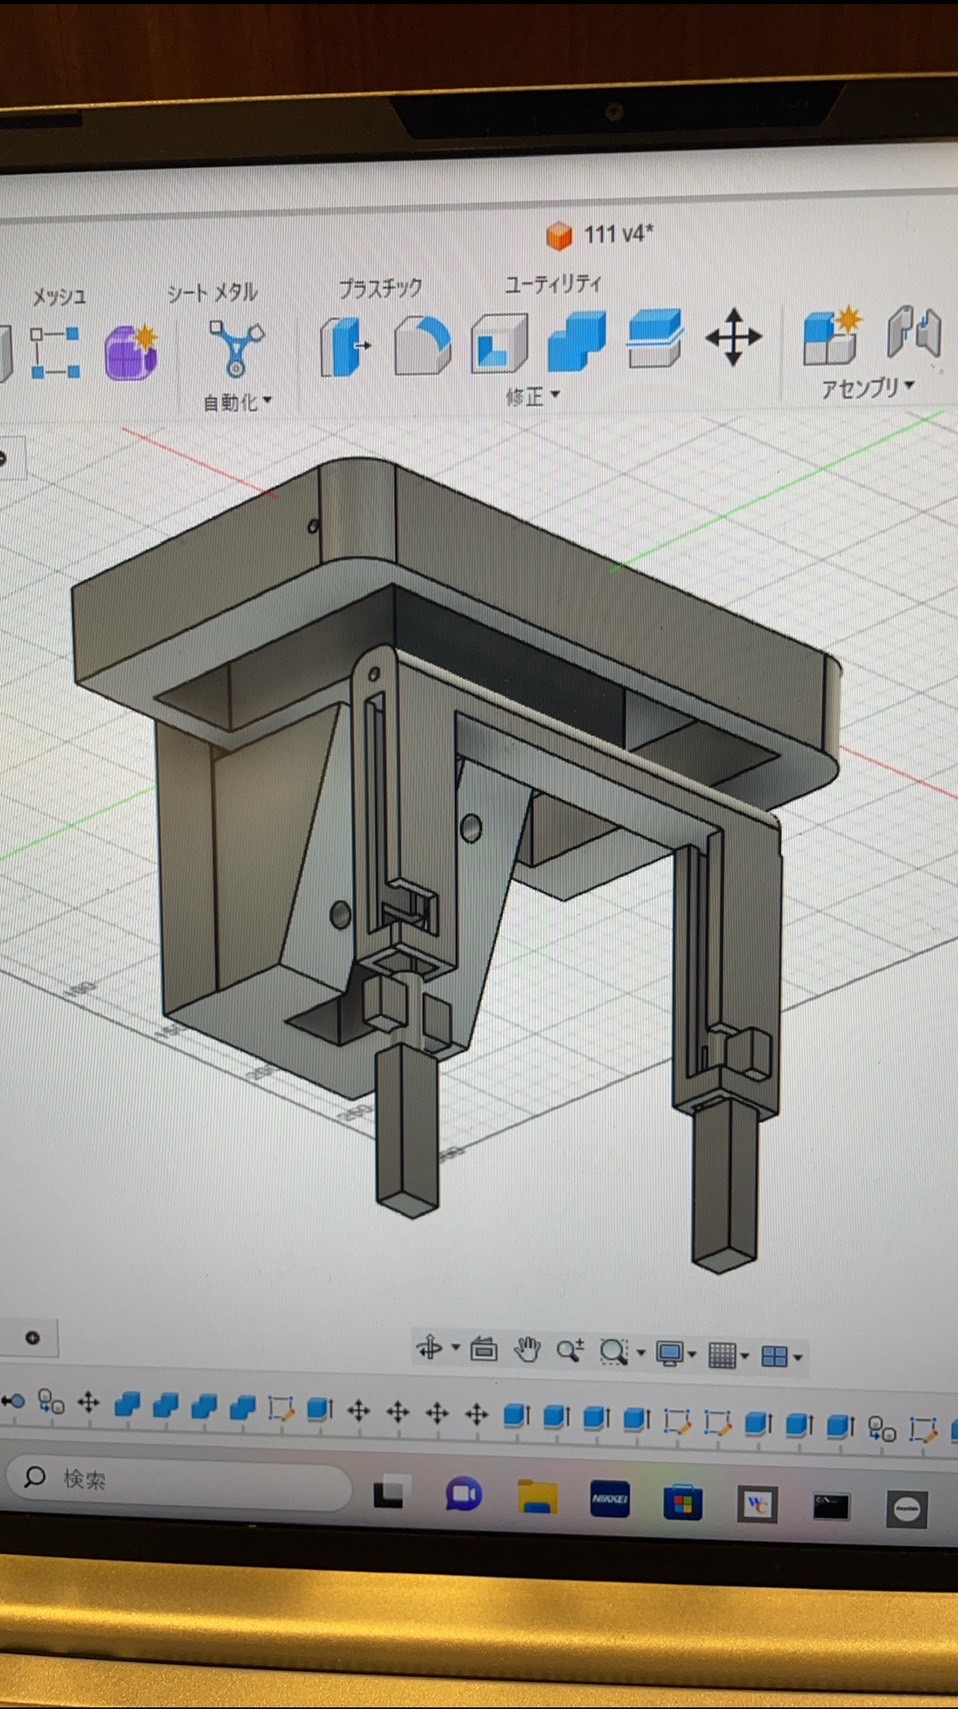 111 v4*
メッシュ
シート メタル
プラスチック
ユーティリティ
自動化
修正
アセンブリ
検索
NIKKEI
WC